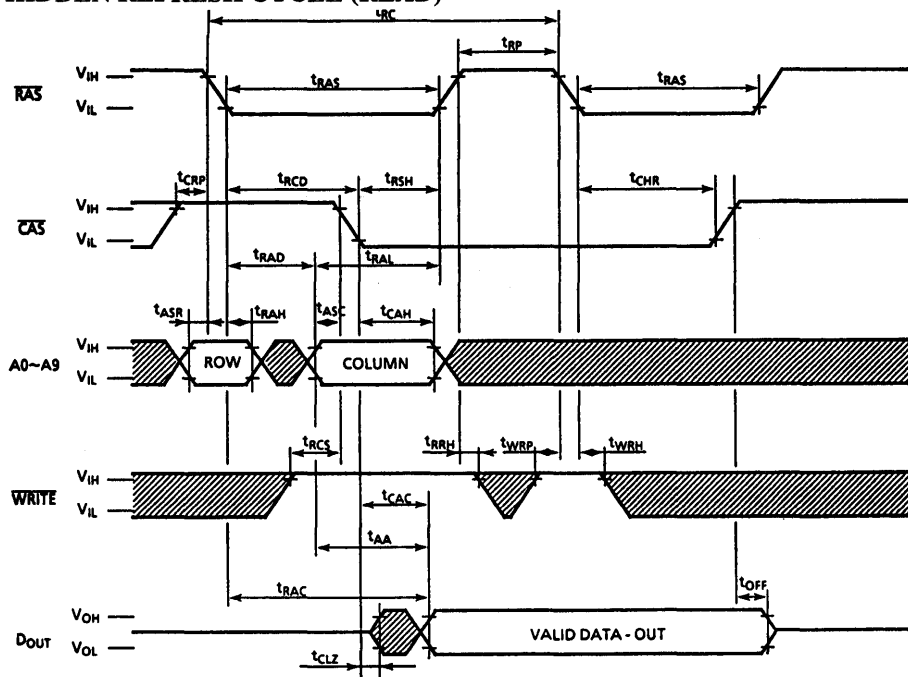 HIDDEN REFRESH CYCLE (READ)
tRC
tRP
VIH
tRAS
tRAS
RAS
VIL
tCRP
tRCD
tRSH
tCHR
VIH
CAS
VIL
tRAD
tRAL
tASR
tRAH
tASC
tCAH
VIH
A0~A9
ROW
COLUMN
VIL
tRCS
tRRH
tWRP
tWRH
VIH
WRITE
VIL
tCAC
tAA
tRAC
tOFF
VOH
DOUT
VALID DATA - OUT
VOL
tCLZ